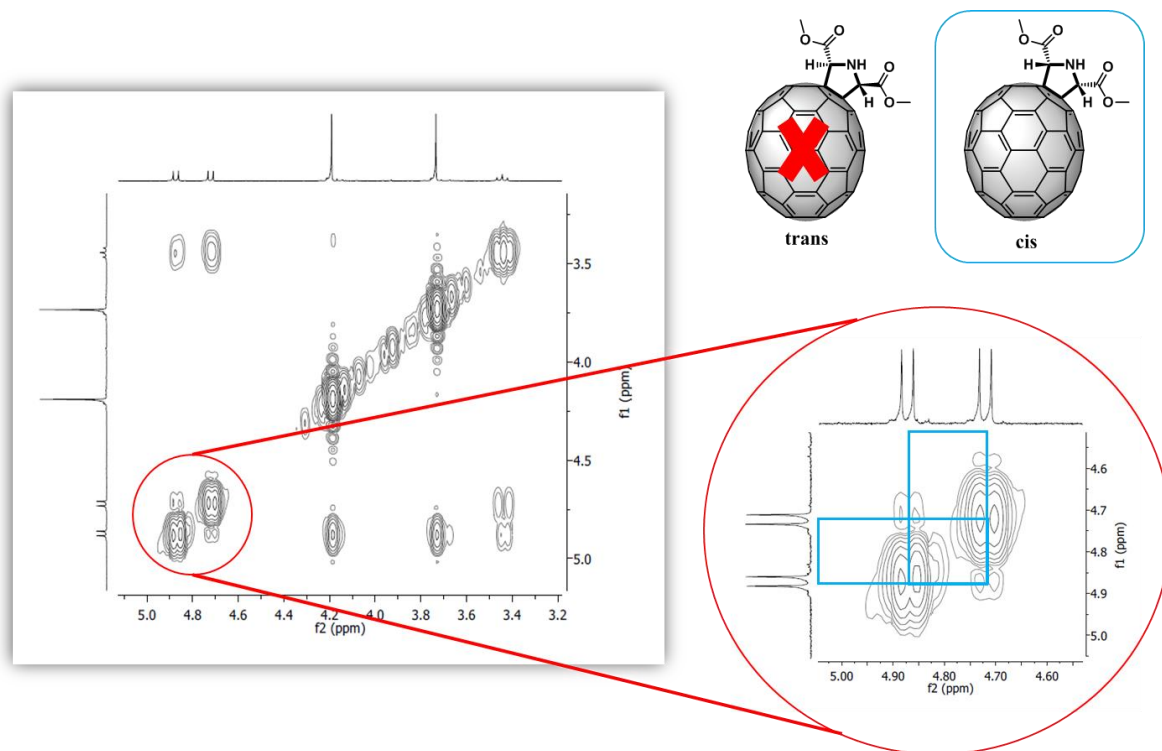 O
O
NH
O
H
H
O
trans
O
O
NH
O
H
H
O
cis
3.5
4.0
4.5
5.0
f1 (ppm)
5.0 4.8 4.6 4.4 4.2 4.0 3.8 3.6 3.4 3.2
f2 (ppm)
4.6
4.7
4.8
4.9
5.0
f1 (ppm)
5.00 4.90 4.80 4.70 4.60
f2 (ppm)